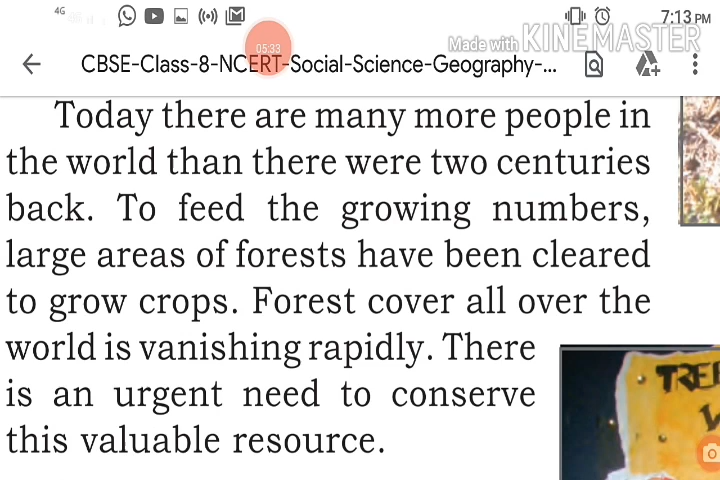 4G 7:13 PM
05:33
Made with KINEMASTER
CBSE-Class-8-NCERT-Social-Science-Geography-...
Today there are many more people in
the world than there were two centuries
back. To feed the growing numbers,
large areas of forests have been cleared
to grow crops. Forest cover all over the
world is vanishing rapidly. There
is an urgent need to conserve
this valuable resource.